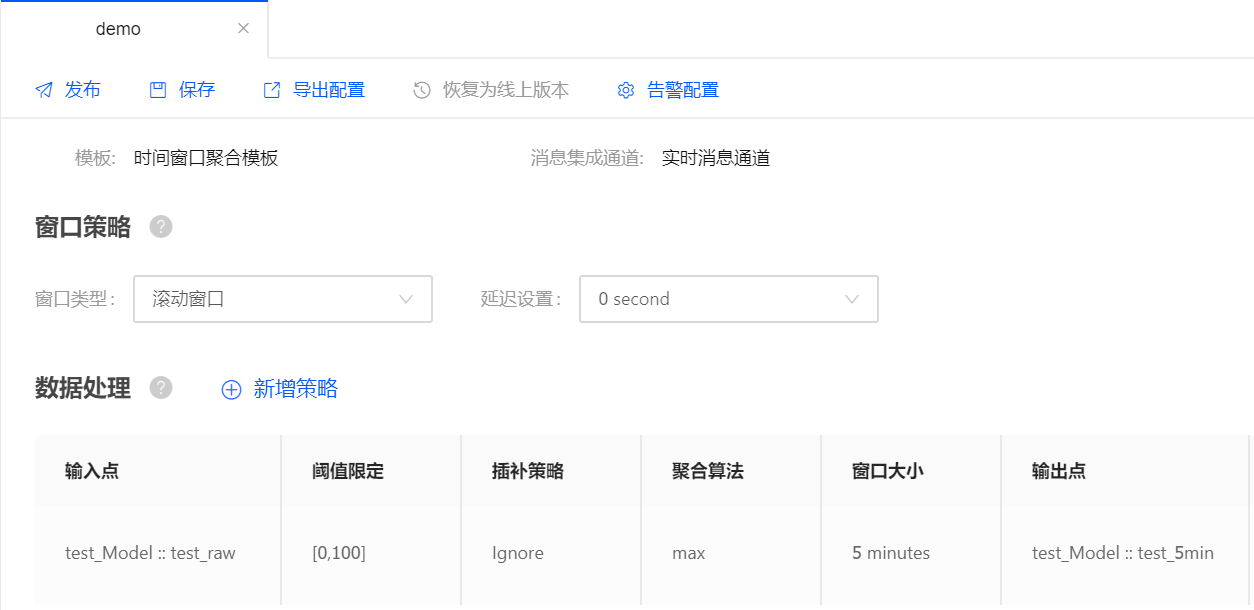 demo
发布 保存 导出配置 恢复为线上版本 告警配置
模板: 时间窗口聚合模板 消息集成通道: 实时消息通道
窗口策略 ?
窗口类型: 滚动窗口 延迟设置: 0 second
数据处理 ? 新增策略
输入点 阈值限定 插补策略 聚合算法 窗口大小 输出点
test_Model :: test_raw [0,100] Ignore max 5 minutes test_Model :: test_5min